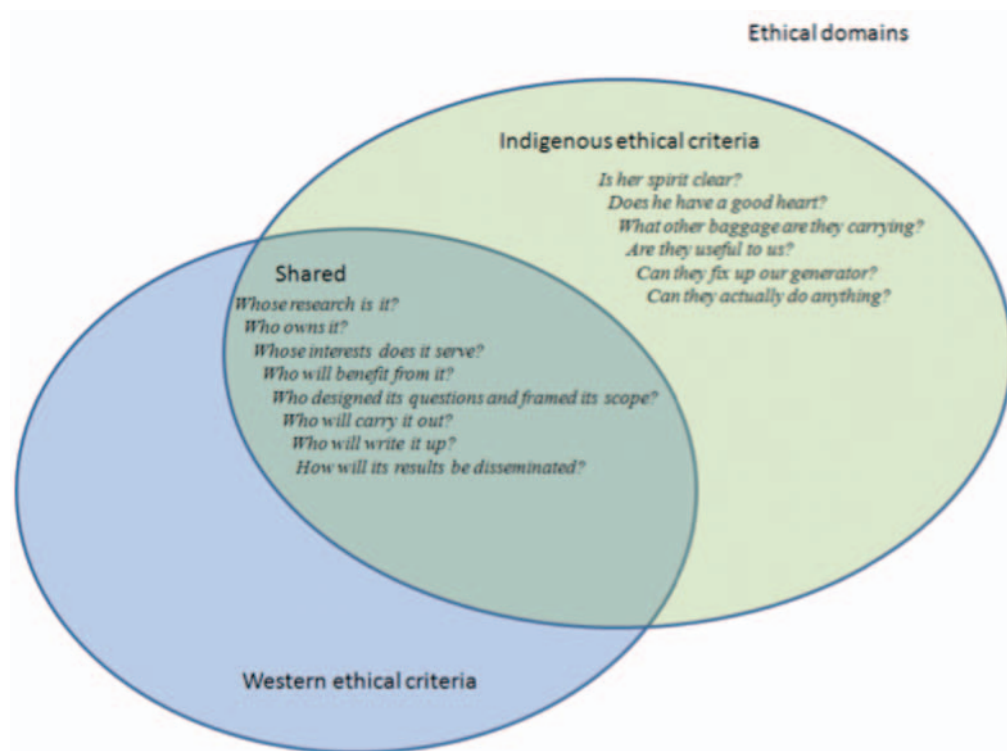 Ethical domains
Indigenous ethical criteria
Is her spirit clear?
Does he have a good heart?
What other baggage are they carrying?
Are they useful to us?
Can they fix up our generator?
Can they actually do anything?
Shared
Whose research is it?
Who owns it?
Whose interests does it serve?
Who will benefit from it?
Who designed its questions and framed its scope?
Who will carry it out?
Who will write it up?
How will its results be disseminated?
Western ethical criteria